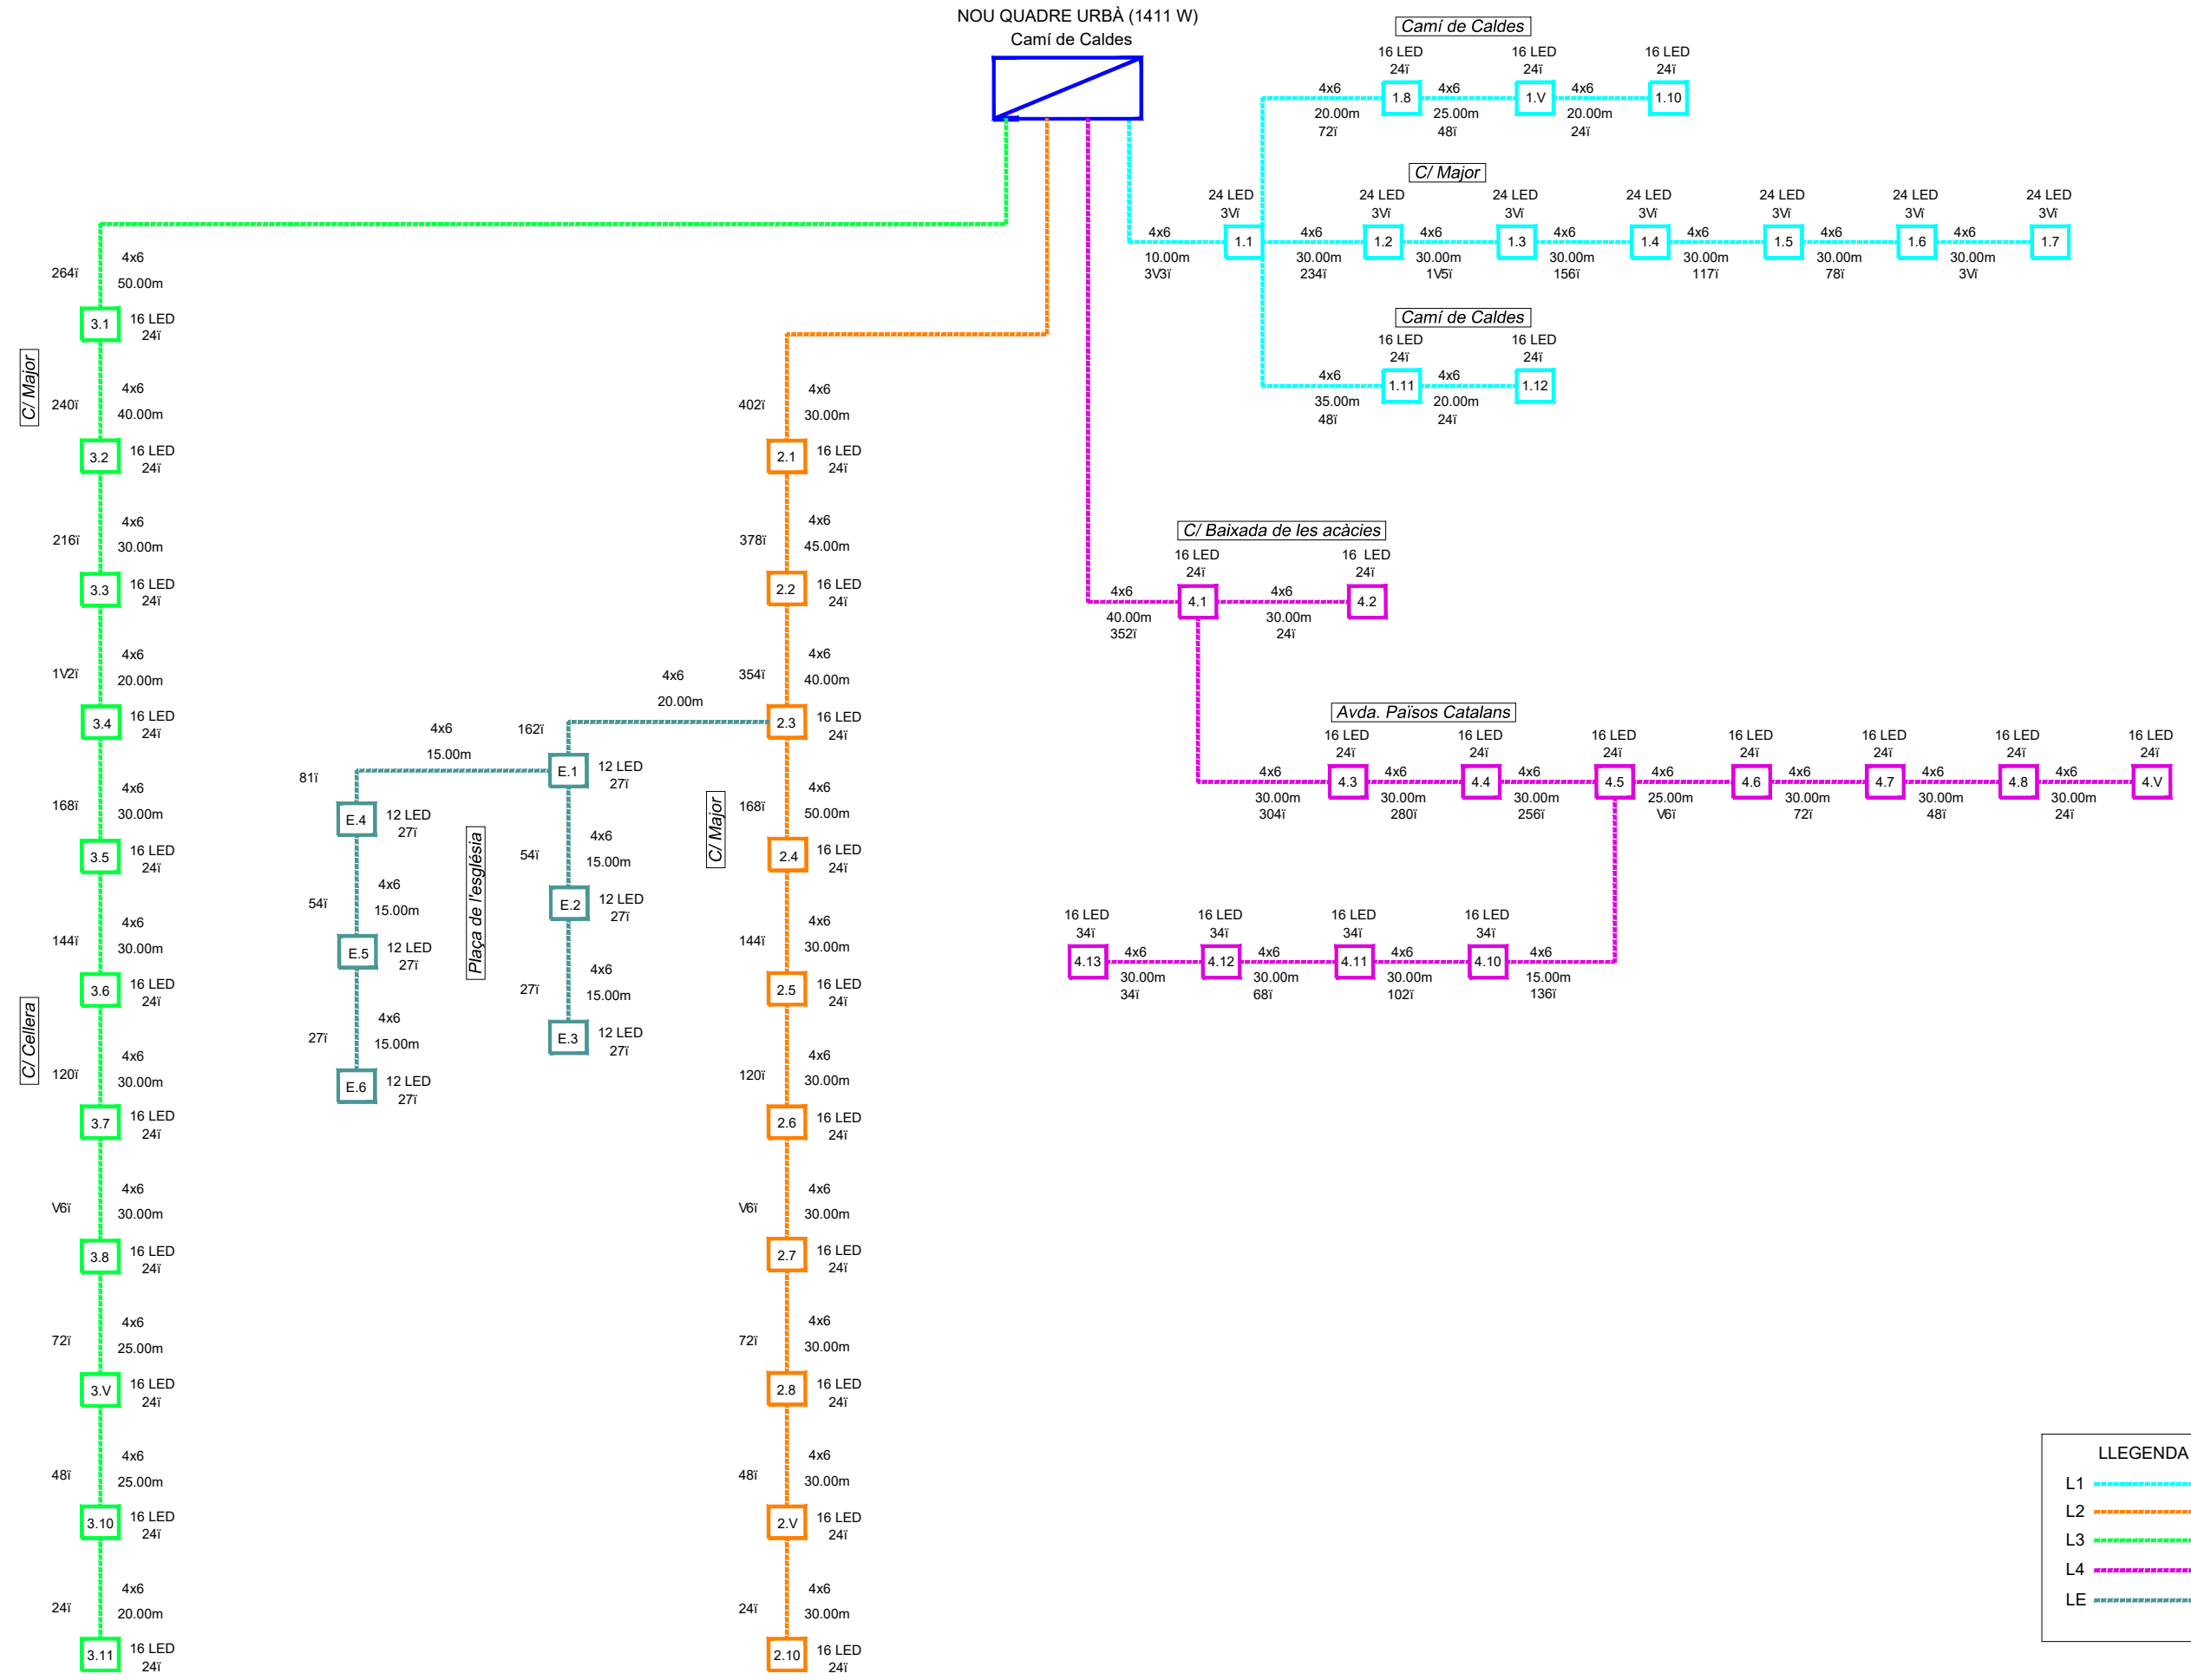 NOU QUADRE URBÀ (1411 W)
Camí de Caldes
Camí de Caldes
16 LED
24ï
16 LED
24ï
16 LED
24ï
4x6
20.00m
72ï
1.8
4x6
25.00m
48ï
1.V
4x6
20.00m
24ï
1.10
C/ Major
24 LED
3Vï
24 LED
3Vï
24 LED
3Vï
24 LED
3Vï
24 LED
3Vï
24 LED
3Vï
24 LED
3Vï
4x6
10.00m
3V3ï
1.1
4x6
30.00m
234ï
1.2
4x6
30.00m
1V5ï
1.3
4x6
30.00m
156ï
1.4
4x6
30.00m
117ï
1.5
4x6
30.00m
78ï
1.6
4x6
30.00m
3Vï
1.7
Camí de Caldes
16 LED
24ï
16 LED
24ï
4x6
35.00m
48ï
1.11
4x6
20.00m
24ï
1.12
C/ Major
C/ Cellera
264ï
4x6
50.00m
3.1
16 LED
24ï
240ï
4x6
40.00m
3.2
16 LED
24ï
216ï
4x6
30.00m
3.3
16 LED
24ï
1V2ï
4x6
20.00m
3.4
16 LED
24ï
168ï
4x6
30.00m
3.5
16 LED
24ï
144ï
4x6
30.00m
3.6
16 LED
24ï
120ï
4x6
30.00m
3.7
16 LED
24ï
V6ï
4x6
30.00m
3.8
16 LED
24ï
72ï
4x6
25.00m
3.V
16 LED
24ï
48ï
4x6
25.00m
3.10
16 LED
24ï
24ï
4x6
20.00m
3.11
16 LED
24ï
Plaça de l'església
4x6
20.00m
162ï
E.1
12 LED
27ï
4x6
15.00m
81ï
E.4
12 LED
27ï
54ï
4x6
15.00m
E.5
12 LED
27ï
27ï
4x6
15.00m
E.6
12 LED
27ï
54ï
4x6
15.00m
E.2
12 LED
27ï
27ï
4x6
15.00m
E.3
12 LED
27ï
C/ Major
402ï
4x6
30.00m
2.1
16 LED
24ï
378ï
4x6
45.00m
2.2
16 LED
24ï
354ï
4x6
40.00m
2.3
16 LED
24ï
168ï
4x6
50.00m
2.4
16 LED
24ï
144ï
4x6
30.00m
2.5
16 LED
24ï
120ï
4x6
30.00m
2.6
16 LED
24ï
V6ï
4x6
30.00m
2.7
16 LED
24ï
72ï
4x6
30.00m
2.8
16 LED
24ï
48ï
4x6
30.00m
2.V
16 LED
24ï
24ï
4x6
30.00m
2.10
16 LED
24ï
C/ Baixada de les acàcies
16 LED
24ï
16 LED
24ï
4x6
40.00m
352ï
4.1
4x6
30.00m
24ï
4.2
Avda. Països Catalans
16 LED
24ï
16 LED
24ï
16 LED
24ï
16 LED
24ï
16 LED
24ï
16 LED
24ï
16 LED
24ï
4x6
30.00m
304ï
4.3
4x6
30.00m
280ï
4.4
4x6
30.00m
256ï
4.5
4x6
25.00m
V6ï
4.6
4x6
30.00m
72ï
4.7
4x6
30.00m
48ï
4.8
4x6
30.00m
24ï
4.V
16 LED
34ï
16 LED
34ï
16 LED
34ï
16 LED
34ï
4.13
4x6
30.00m
34ï
4.12
4x6
30.00m
68ï
4.11
4x6
30.00m
102ï
4.10
4x6
15.00m
136ï
LLEGENDA
L1
L2
L3
L4
LE